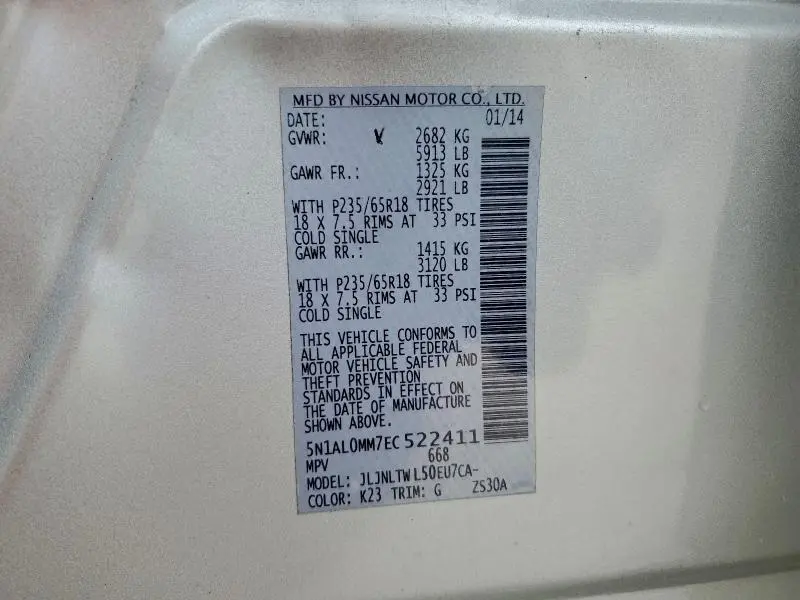 MFD BY NISSAN MOTOR CO., LTD.
DATE: 01/14
GVWR: 2682 KG
5913 LB
GAWR FR.: 1325 KG
2921 LB
WITH P235/65R18 TIRES
18 X 7.5 RIMS AT 33 PSI
COLD SINGLE
GAWR RR.: 1415 KG
3120 LB
WITH P235/65R18 TIRES
18 X 7.5 RIMS AT 33 PSI
COLD SINGLE
THIS VEHICLE CONFORMS TO
ALL APPLICABLE FEDERAL
MOTOR VEHICLE SAFETY AND
THEFT PREVENTION
STANDARDS IN EFFECT ON
THE DATE OF MANUFACTURE
SHOWN ABOVE.
5N1AL0MM7EC522411
MPV 668
MODEL: JLJNLTWL50EU7CA-
COLOR: K23 TRIM: G ZS30A